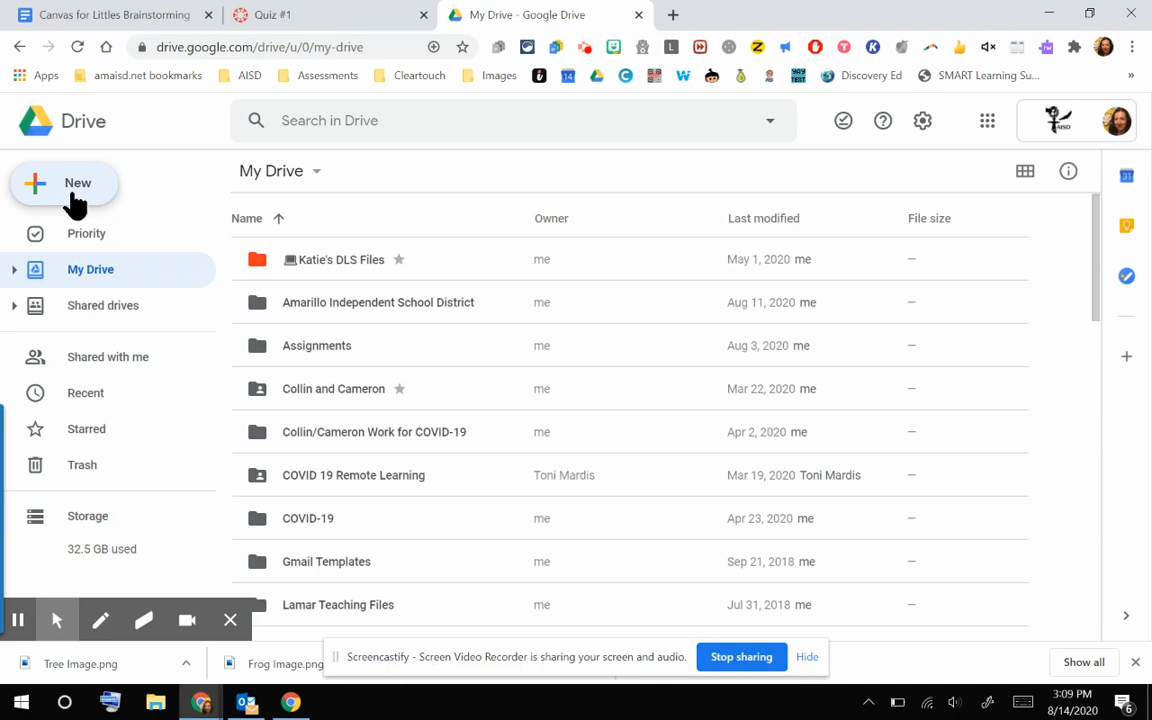 Canvas for Littles Brainstorming
Quiz #1
My Drive - Google Drive
drive.google.com/drive/u/0/my-drive
Apps
amaisd.net bookmarks
AISD
Assessments
Cleartouch
Images
Discovery Ed
SMART Learning Su...
Drive
Search in Drive
AISD
New
My Drive
Name
Owner
Last modified
File size
Priority
My Drive
Shared drives
Shared with me
Recent
Starred
Trash
Storage
32.5 GB used
Katie's DLS Files me May 1, 2020 me –
Amarillo Independent School District me Aug 11, 2020 me –
Assignments me Aug 3, 2020 me –
Collin and Cameron me Mar 22, 2020 me –
Collin/Cameron Work for COVID-19 me Apr 2, 2020 me –
COVID 19 Remote Learning Toni Mardis Mar 19, 2020 Toni Mardis –
COVID-19 me Apr 23, 2020 me –
Gmail Templates me Sep 21, 2018 me –
Lamar Teaching Files me Jul 31, 2018 me –
Screencastify - Screen Video Recorder is sharing your screen and audio.
Stop sharing
Hide
Tree Image.png
Frog Image.png
Show all
3:09 PM
8/14/2020
6